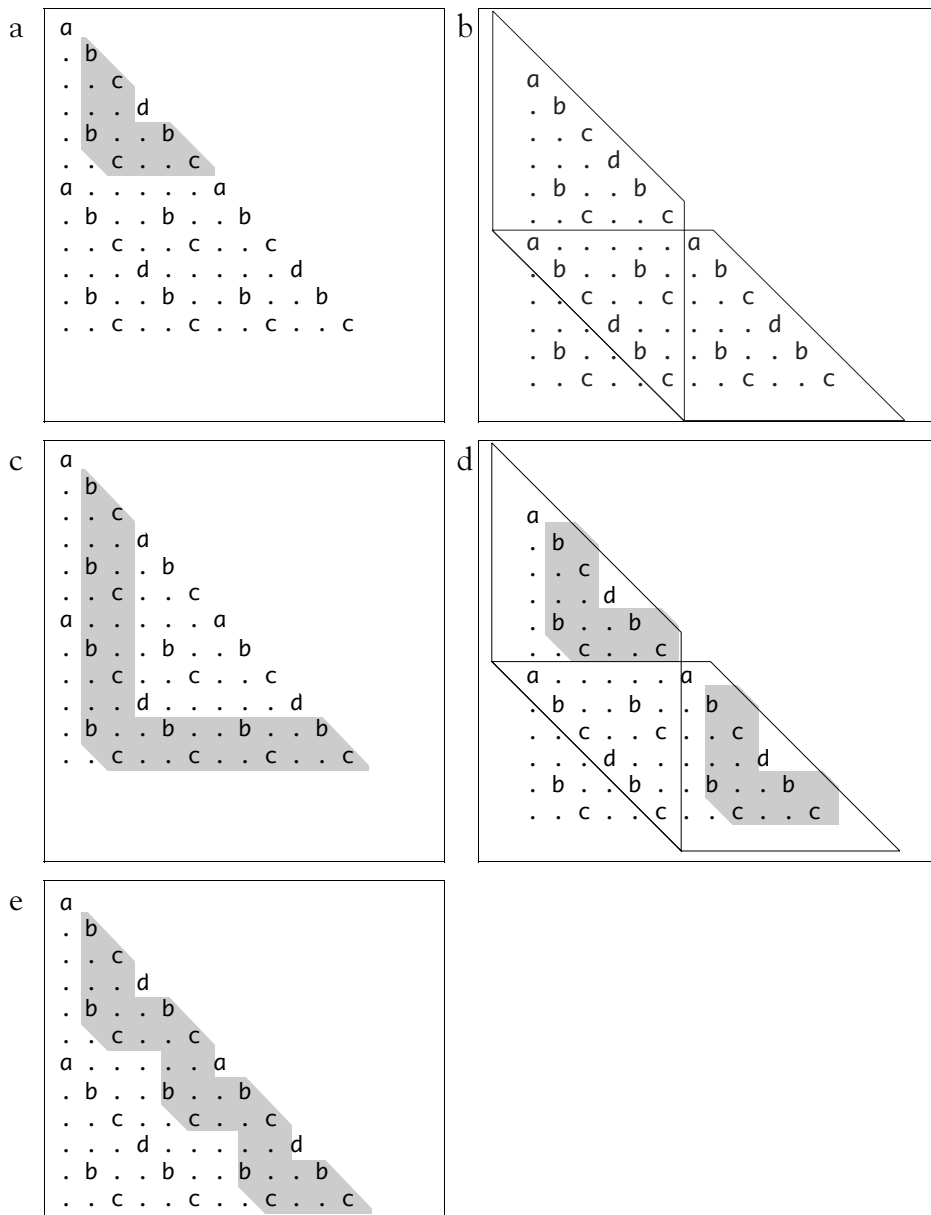 a
a
. b
. . c
. . . d
. b . . b
. . c . . c
a . . . . . a
. b . . b . . b
. . c . . c . . c
. . . d . . . . . d
. b . . b . . b . . b
. . c . . c . . c . . c
b
a
. b
. . c
. . . d
. b . . b
. . c . . c
a . . . . . a
. b . . b . . b
. . c . . c . . c
. . . d . . . . . d
. b . . b . . b . . b
. . c . . c . . c . . c
c
a
. b
. . c
. . . a
. b . . b
. . c . . c
a . . . . . a
. b . . b . . b
. . c . . c . . c
. . . d . . . . . d
. b . . b . . b . . b
. . c . . c . . c . . c
d
a
. b
. . c
. . . d
. b . . b
. . c . . c
a . . . . . a
. b . . b . . b
. . c . . c . . c
. . . d . . . . . d
. b . . b . . b . . b
. . c . . c . . c . . c
e
a
. b
. . c
. . . d
. b . . b
. . c . . c
a . . . . . a
. b . . b . . b
. . c . . c . . c
. . . d . . . . . d
. b . . b . . b . . b
. . c . . c . . c . . c